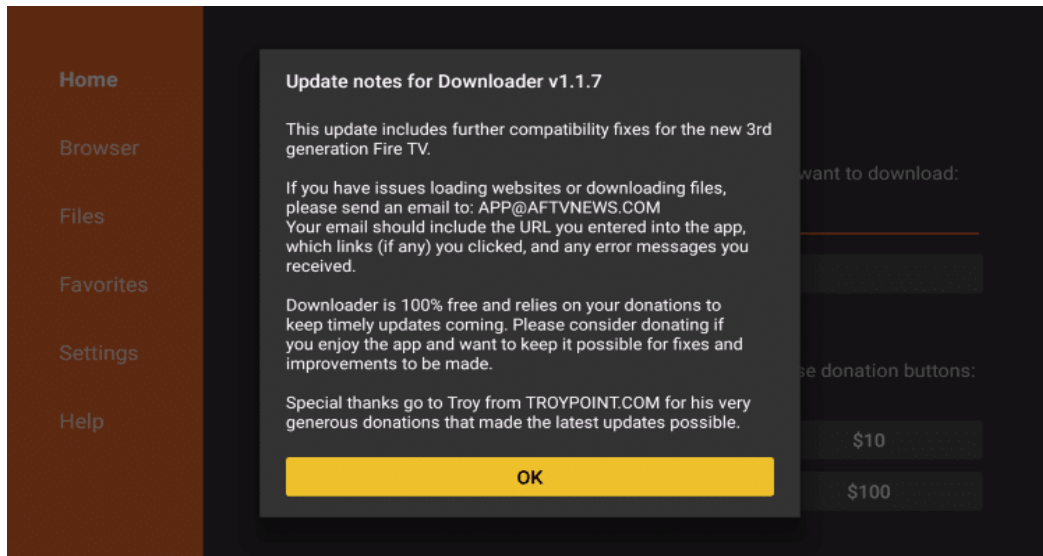 Home
Browser
Files
Favorites
Settings
Help
Update notes for Downloader v1.1.7
This update includes further compatibility fixes for the new 3rd
generation Fire TV.
If you have issues loading websites or downloading files,
please send an email to: APP@AFTVNEWS.COM
Your email should include the URL you entered into the app,
which links (if any) you clicked, and any error messages you
received.
Downloader is 100% free and relies on your donations to
keep timely updates coming. Please consider donating if
you enjoy the app and want to keep it possible for fixes and
improvements to be made.
Special thanks go to Troy from TROYPOINT.COM for his very
generous donations that made the latest updates possible.
OK
want to download:
se donation buttons:
$10
$100